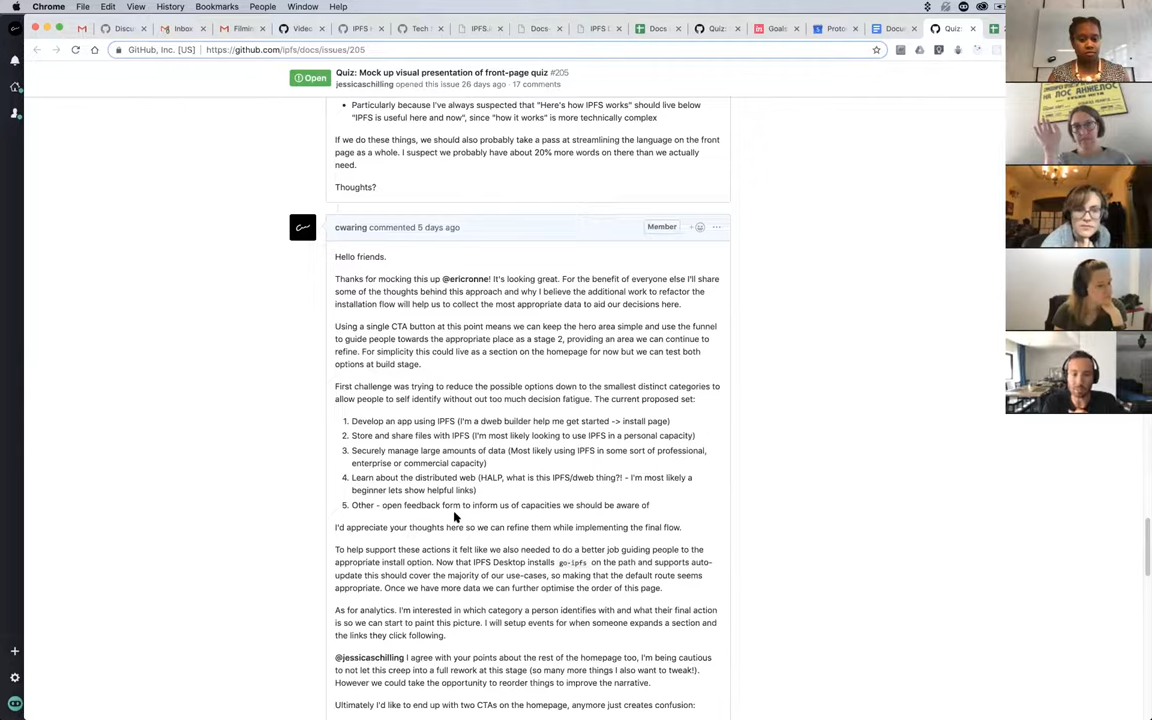 Chrome File Edit View History Bookmarks People Window Help
Discu Inbox Filmin Video IPFS Tech IPFS. Docs IPFS Docs Quiz: Goals Proto Docu Quiz:
GitHub, Inc. [US] https://github.com/ipfs/docs/issues/205
Open
Quiz: Mock up visual presentation of front-page quiz #205
jessicaschilling opened this issue 26 days ago · 17 comments
• Particularly because I've always suspected that "Here's how IPFS works" should live below
"IPFS is useful here and now", since "how it works" is more technically complex
If we do these things, we should also probably take a pass at streamlining the language on the front
page as a whole. I suspect we probably have about 20% more words on there than we actually
need.
Thoughts?
cwaring commented 5 days ago Member
Hello friends.
Thanks for mocking this up @ericronne! It's looking great. For the benefit of everyone else I'll share
some of the thoughts behind this approach and why I believe the additional work to refactor the
installation flow will help us to collect the most appropriate data to aid our decisions here.
Using a single CTA button at this point means we can keep the hero area simple and use the funnel
to guide people towards the appropriate place as a stage 2, providing an area we can continue to
refine. For simplicity this could live as a section on the homepage for now but we can test both
options at build stage.
First challenge was trying to reduce the possible options down to the smallest distinct categories to
allow people to self identify without out too much decision fatigue. The current proposed set:
1. Develop an app using IPFS (I'm a dweb builder help me get started -> install page)
2. Store and share files with IPFS (I'm most likely looking to use IPFS in a personal capacity)
3. Securely manage large amounts of data (Most likely using IPFS in some sort of professional,
enterprise or commercial capacity)
4. Learn about the distributed web (HALP, what is this IPFS/dweb thing?! - I'm most likely a
beginner lets show helpful links)
5. Other - open feedback form to inform us of capacities we should be aware of
I'd appreciate your thoughts here so we can refine them while implementing the final flow.
To help support these actions it felt like we also needed to do a better job guiding people to the
appropriate install option. Now that IPFS Desktop installs go-ipfs on the path and supports auto-
update this should cover the majority of our use-cases, so making that the default route seems
appropriate. Once we have more data we can further optimise the order of this page.
As for analytics. I'm interested in which category a person identifies with and what their final action
is so we can start to paint this picture. I will setup events for when someone expands a section and
the links they click following.
@jessicaschilling I agree with your points about the rest of the homepage too, I'm being cautious
to not let this creep into a full rework at this stage (so many more things I also want to tweak!).
However we could take the opportunity to reorder things to improve the narrative.
Ultimately I'd like to end up with two CTAs on the homepage, anymore just creates confusion:
НА ЛОС АНЖЕЛОС